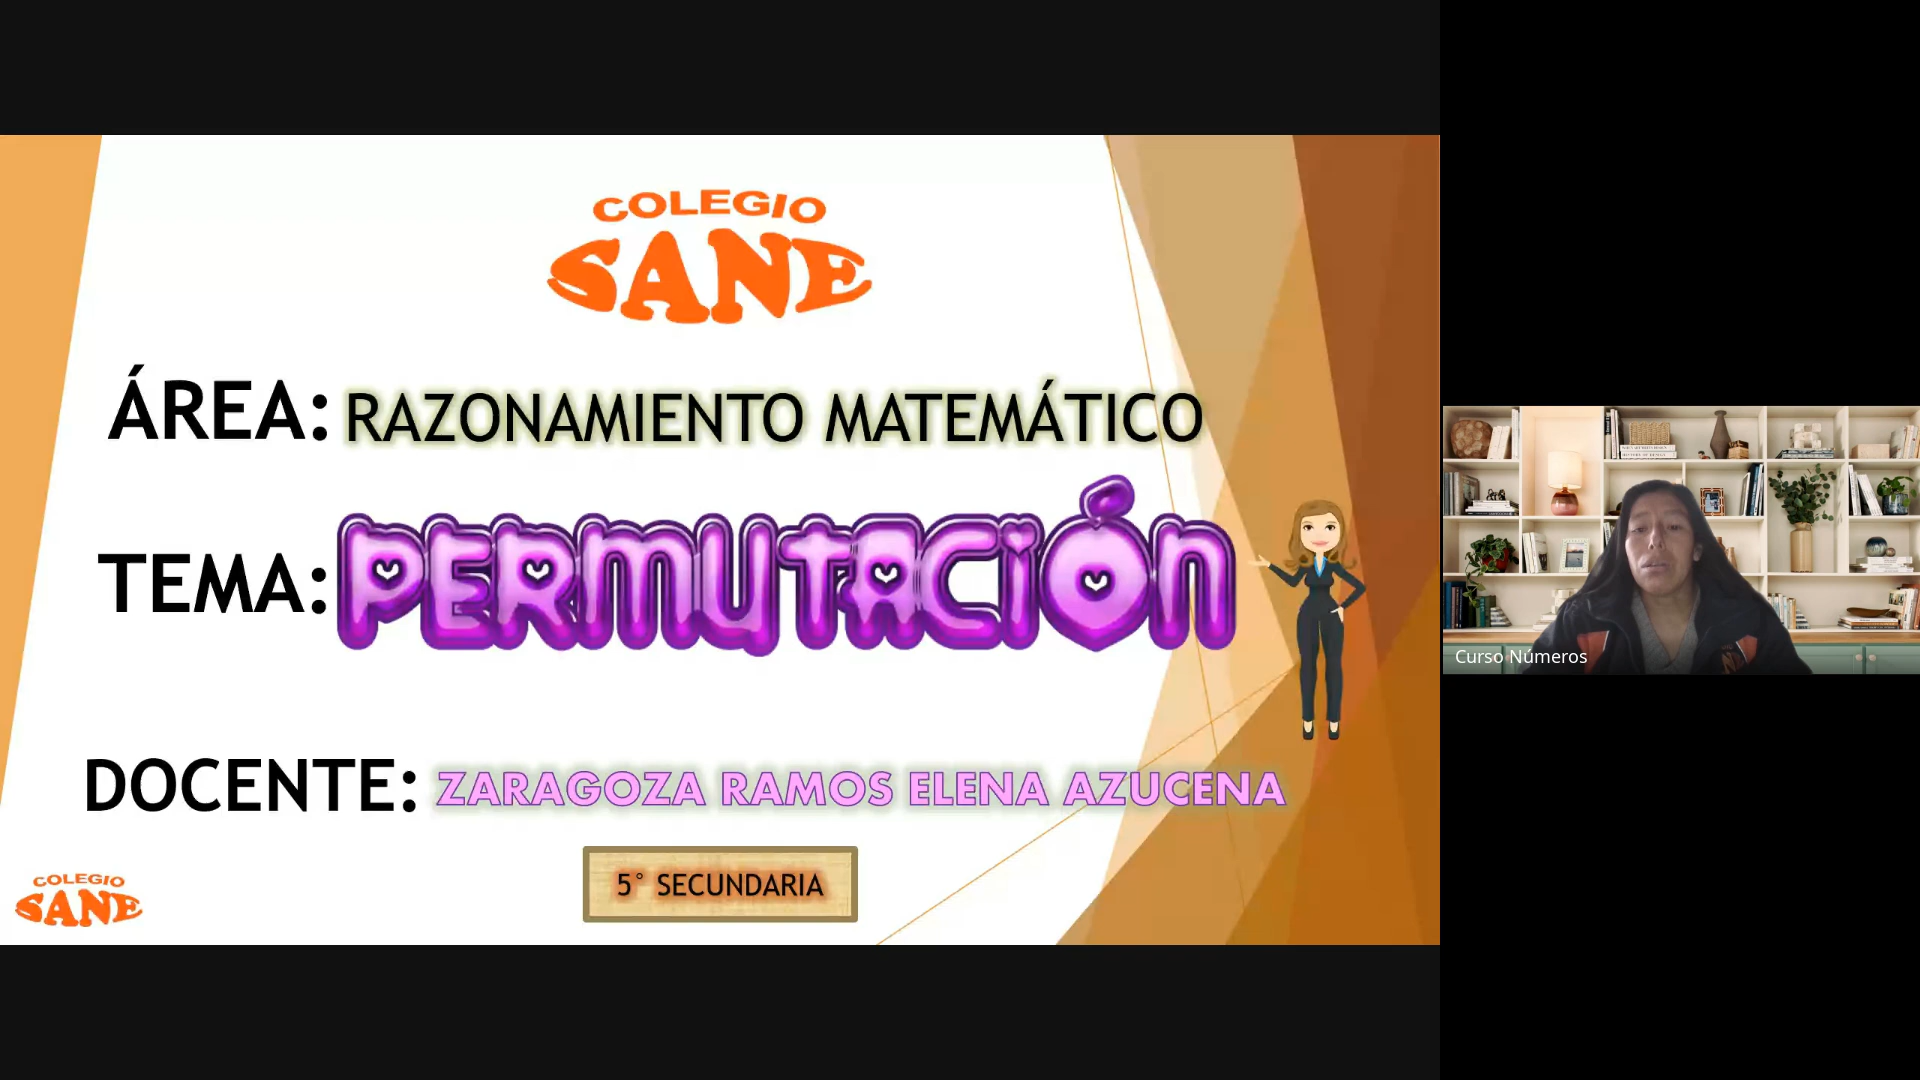 COLEGIO
SANE
ÁREA: RAZONAMIENTO MATEMÁTICO
TEMA: PERMUTACIÓN
DOCENTE: ZARAGOZA RAMOS ELENA AZUCENA
5° SECUNDARIA
COLEGIO
SANE
Curso Números